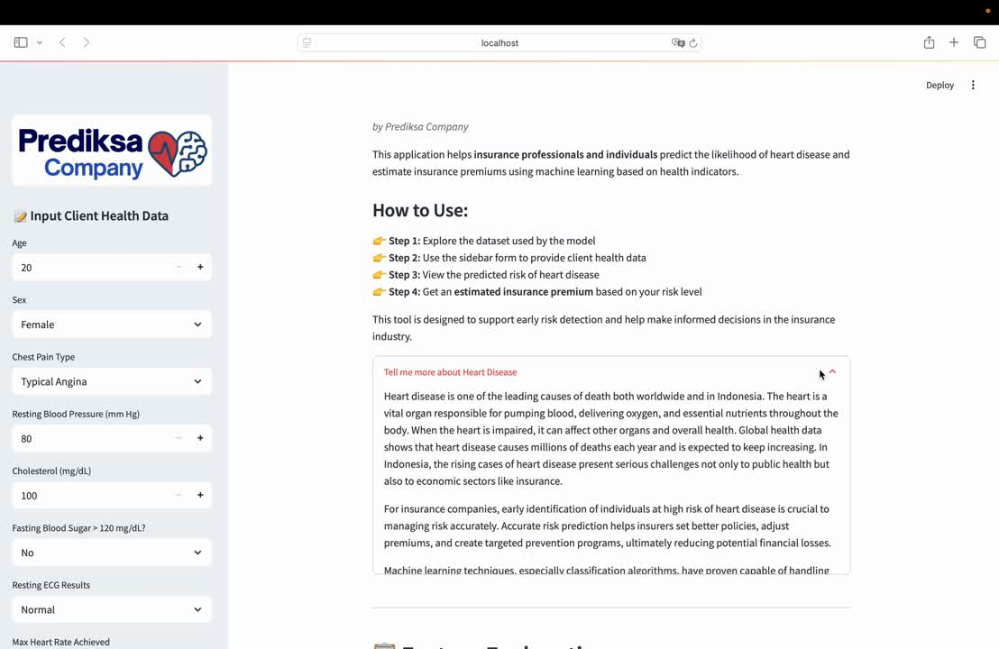 localhost
Deploy
Prediksa
Company
📝 Input Client Health Data
Age
20
Sex
Female
Chest Pain Type
Typical Angina
Resting Blood Pressure (mm Hg)
80
Cholesterol (mg/dL)
100
Fasting Blood Sugar > 120 mg/dL?
No
Resting ECG Results
Normal
Max Heart Rate Achieved
by Prediksa Company
This application helps insurance professionals and individuals predict the likelihood of heart disease and
estimate insurance premiums using machine learning based on health indicators.
How to Use:
👉 Step 1: Explore the dataset used by the model
👉 Step 2: Use the sidebar form to provide client health data
👉 Step 3: View the predicted risk of heart disease
👉 Step 4: Get an estimated insurance premium based on your risk level
This tool is designed to support early risk detection and help make informed decisions in the insurance
industry.
Tell me more about Heart Disease
Heart disease is one of the leading causes of death both worldwide and in Indonesia. The heart is a
vital organ responsible for pumping blood, delivering oxygen, and essential nutrients throughout the
body. When the heart is impaired, it can affect other organs and overall health. Global health data
shows that heart disease causes millions of deaths each year and is expected to keep increasing. In
Indonesia, the rising cases of heart disease present serious challenges not only to public health but
also to economic sectors like insurance.
For insurance companies, early identification of individuals at high risk of heart disease is crucial to
managing risk accurately. Accurate risk prediction helps insurers set better policies, adjust
premiums, and create targeted prevention programs, ultimately reducing potential financial losses.
Machine learning techniques, especially classification algorithms, have proven capable of handling